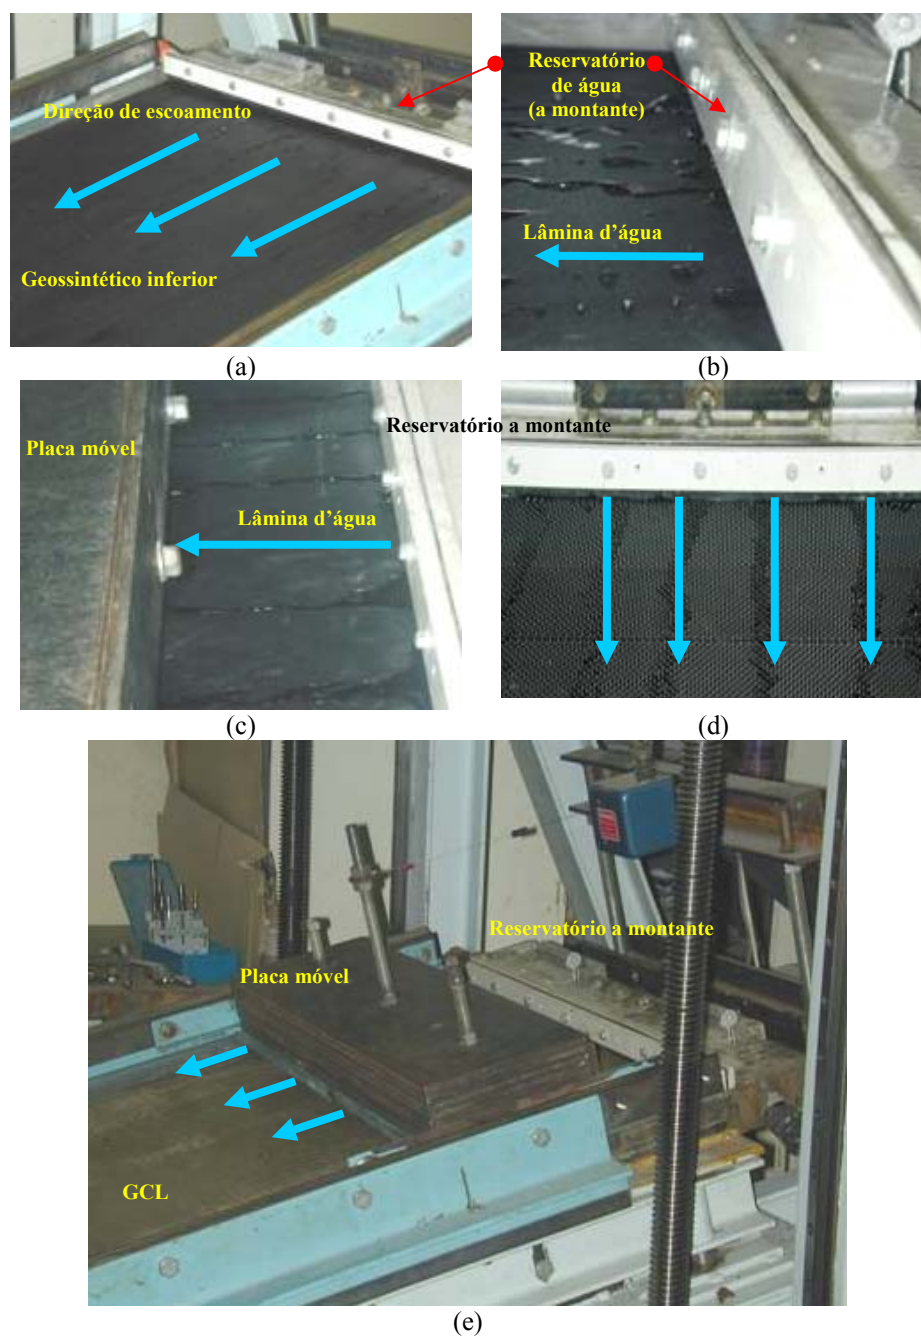 Direção de escoamento
Geossintético inferior
Reservatório
de água
(a montante)
Lâmina d’água
(a)
(b)
Placa móvel
Reservatório a montante
Lâmina d’água
(c)
(d)
Reservatório a montante
Placa móvel
GCL
(e)